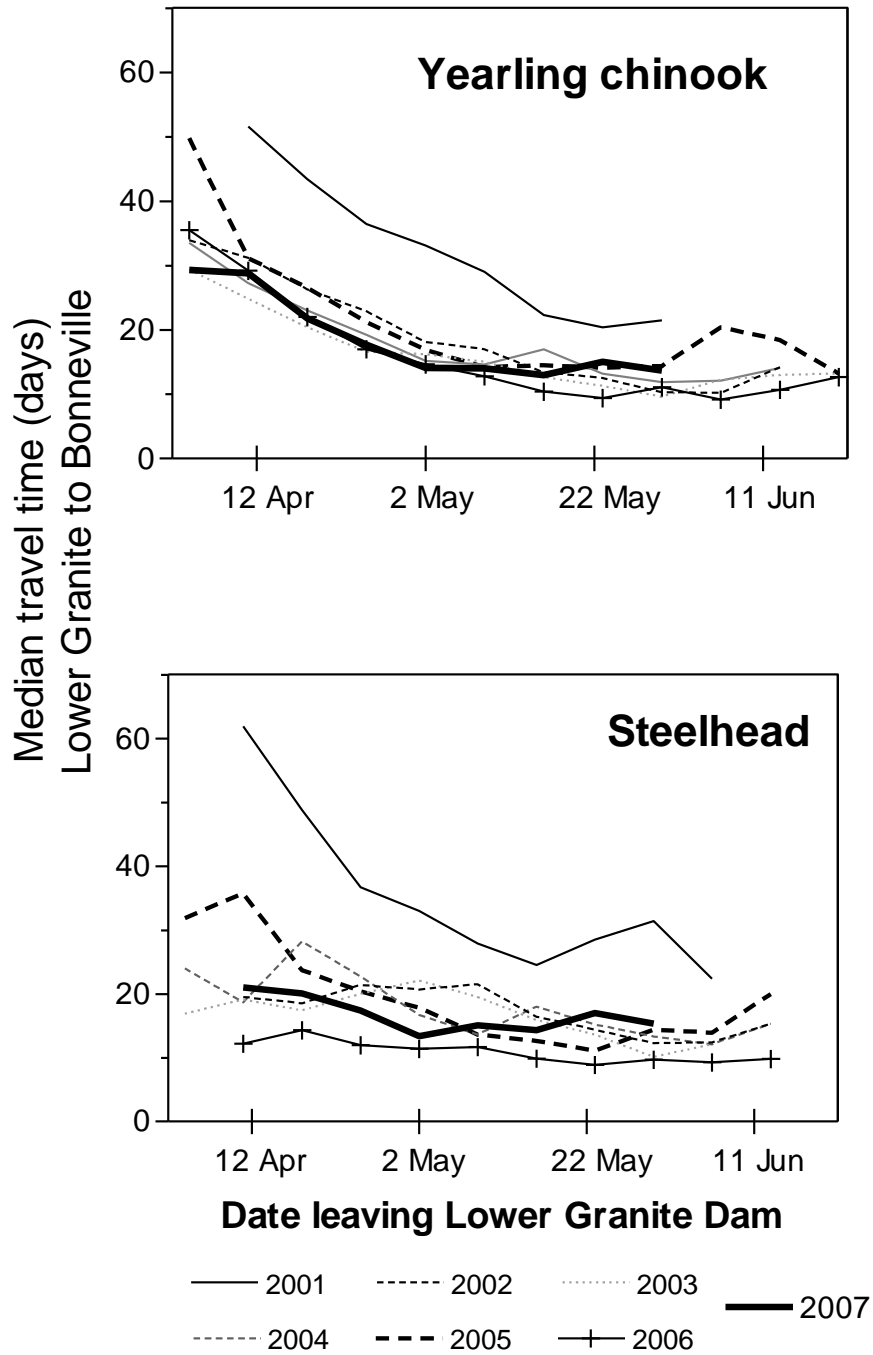 Median travel time (days)
Lower Granite to Bonneville
Yearling chinook
60
40
20
0
12 Apr 2 May 22 May 11 Jun
Steelhead
60
40
20
0
12 Apr 2 May 22 May 11 Jun
Date leaving Lower Granite Dam
2001 2002 2003 2007
2004 2005 2006